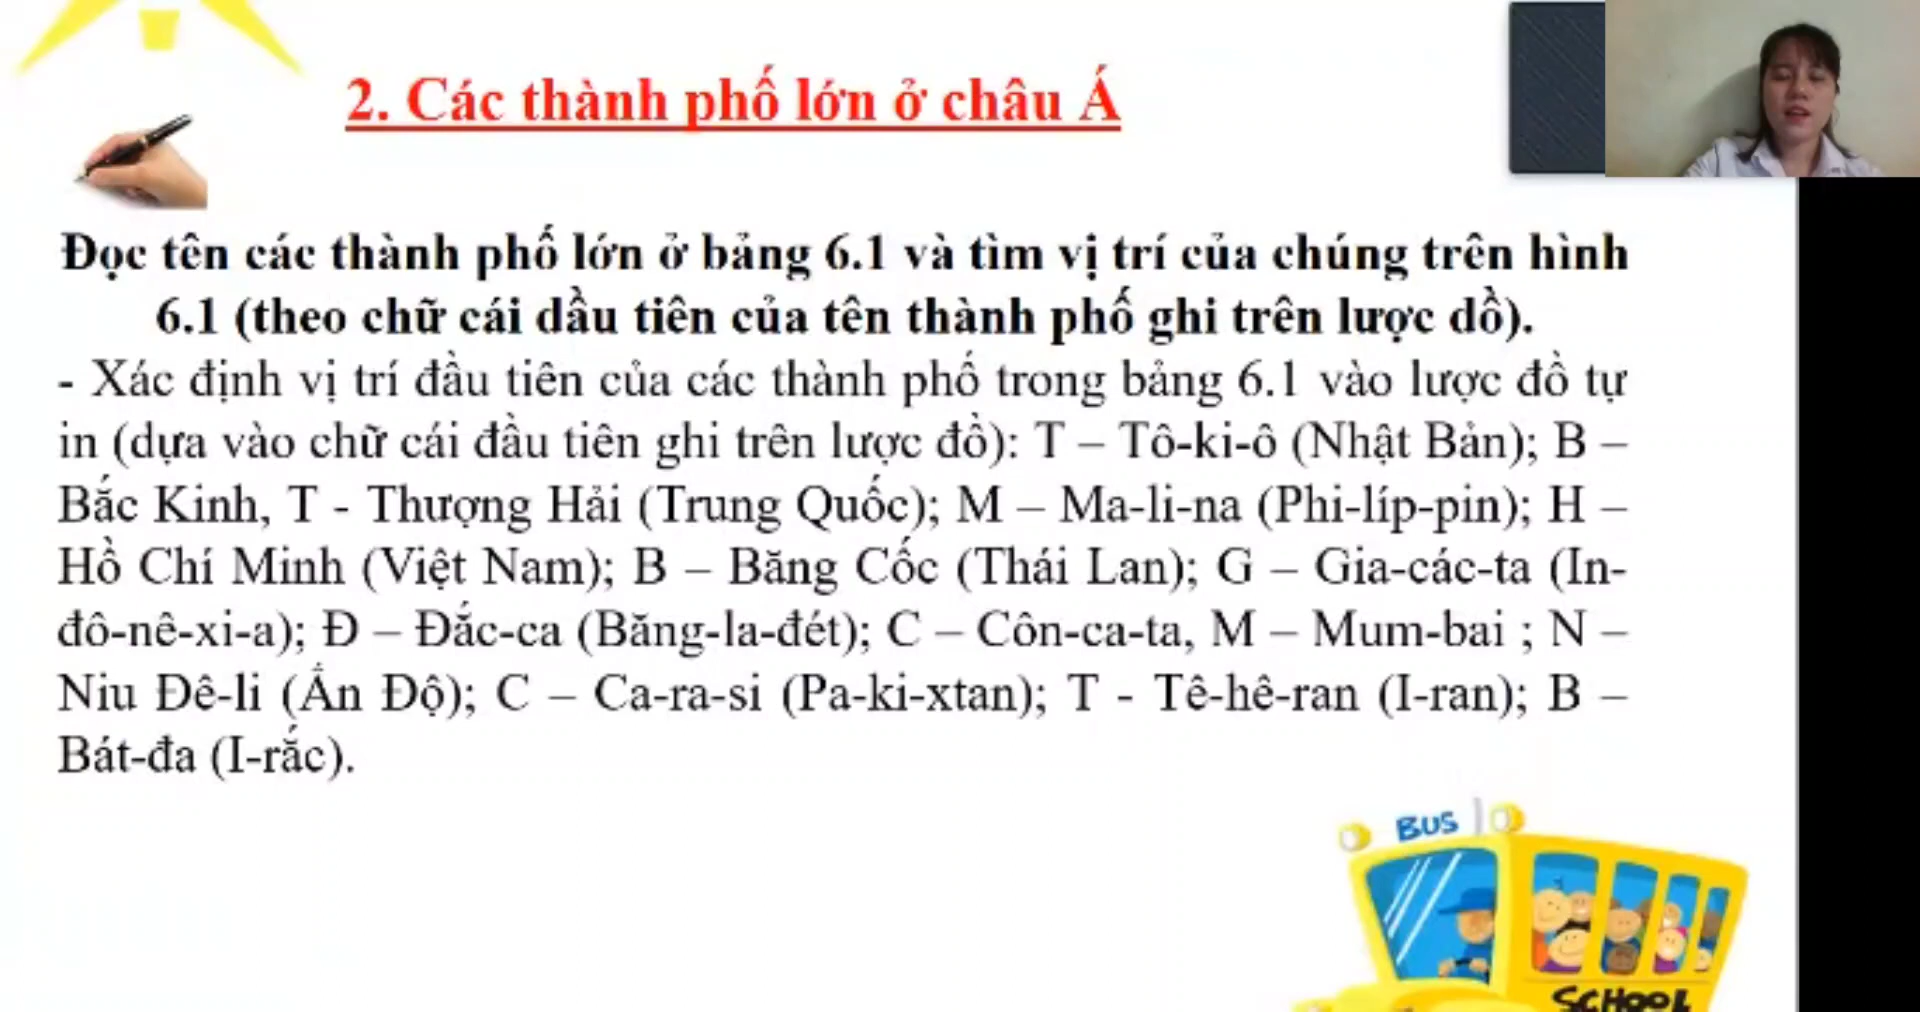 2. Các thành phố lớn ở châu Á
Đọc tên các thành phố lớn ở bảng 6.1 và tìm vị trí của chúng trên hình
6.1 (theo chữ cái dầu tiên của tên thành phố ghi trên lược dồ).
- Xác định vị trí đầu tiên của các thành phố trong bảng 6.1 vào lược đồ tự
in (dựa vào chữ cái đầu tiên ghi trên lược đồ): T – Tô-ki-ô (Nhật Bản); B –
Bắc Kinh, T - Thượng Hải (Trung Quốc); M – Ma-li-na (Phi-líp-pin); H –
Hồ Chí Minh (Việt Nam); B – Băng Cốc (Thái Lan); G – Gia-các-ta (In-
đô-nê-xi-a); Đ – Đắc-ca (Băng-la-đét); C – Côn-ca-ta, M – Mum-bai ; N –
Niu Đê-li (Ấn Độ); C – Ca-ra-si (Pa-ki-xtan); T - Tê-hê-ran (I-ran); B –
Bát-đa (I-rắc).
BUS
SCHOOL